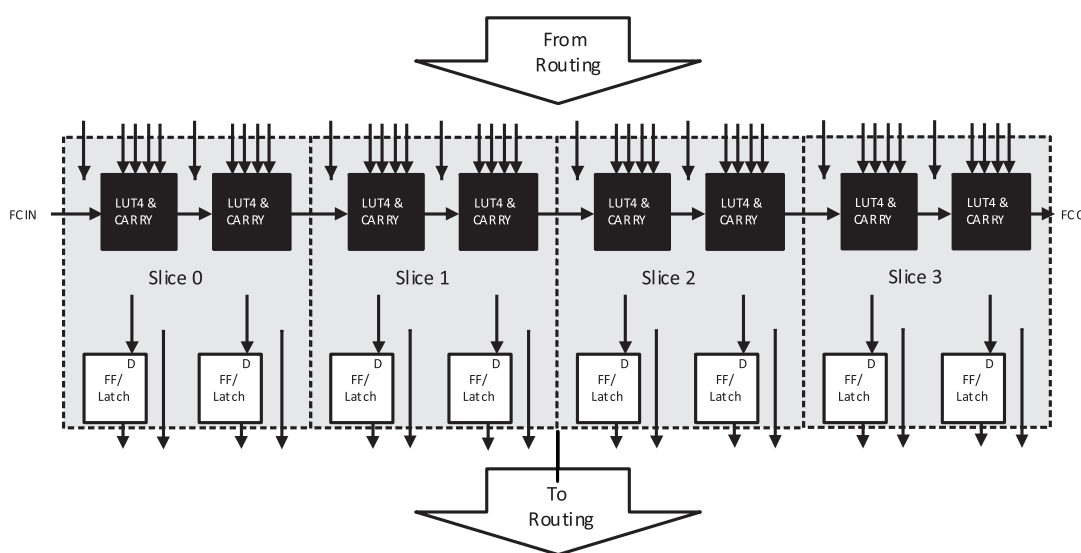 From
Routing
LUT4 &
CARRY
LUT4 &
CARRY
LUT4 &
CARRY
LUT4 &
CARRY
LUT4 &
CARRY
LUT4 &
CARRY
LUT4 &
CARRY
LUT4 &
CARRY
FCIN
Slice 0
Slice 1
Slice 2
Slice 3
D
FF/
Latch
D
FF/
Latch
D
FF/
Latch
D
FF/
Latch
D
FF/
Latch
D
FF/
Latch
D
FF/
Latch
D
FF/
Latch
To
Routing